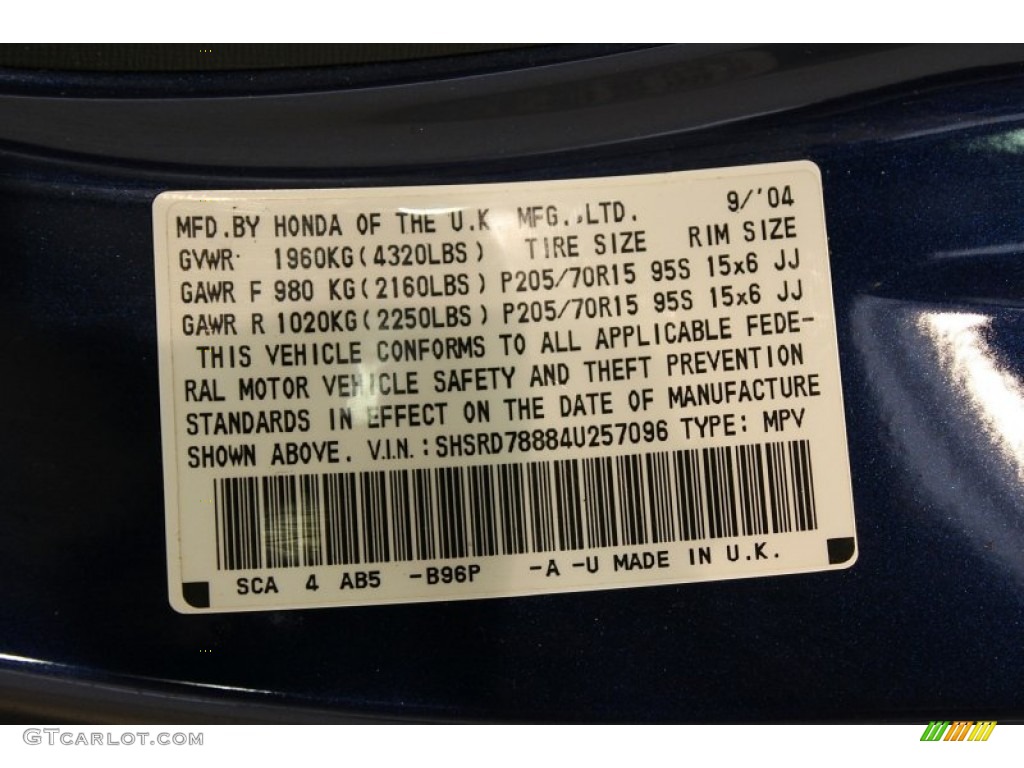 9/'04
MFD.BY HONDA OF THE U.K. MFG.,LTD.
GVWR 1960KG(4320LBS) TIRE SIZE RIM SIZE
GAWR F 980 KG(2160LBS) P205/70R15 95S 15x6 JJ
GAWR R 1020KG(2250LBS) P205/70R15 95S 15x6 JJ
THIS VEHICLE CONFORMS TO ALL APPLICABLE FEDE-
RAL MOTOR VEHICLE SAFETY AND THEFT PREVENTION
STANDARDS IN EFFECT ON THE DATE OF MANUFACTURE
SHOWN ABOVE. V.I.N.:SHSRD78884U257096 TYPE: MPV
SCA 4 AB5 -B96P -A -U MADE IN U.K.
GTCARLOT.COM